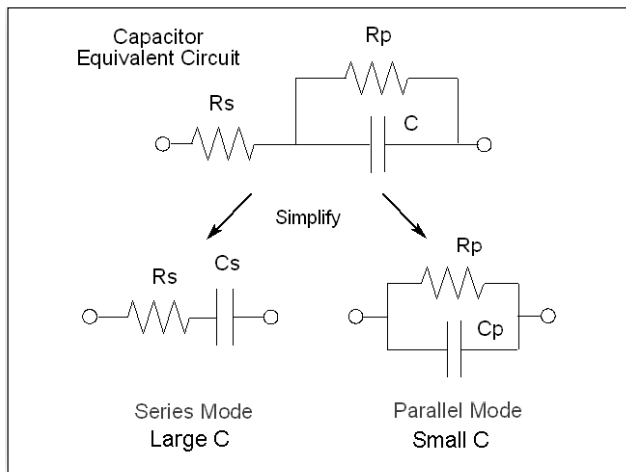 Capacitor
Equivalent Circuit
Rp
Rs
C
Simplify
Rs
Cs
Rp
Cp
Series Mode
Large C
Parallel Mode
Small C